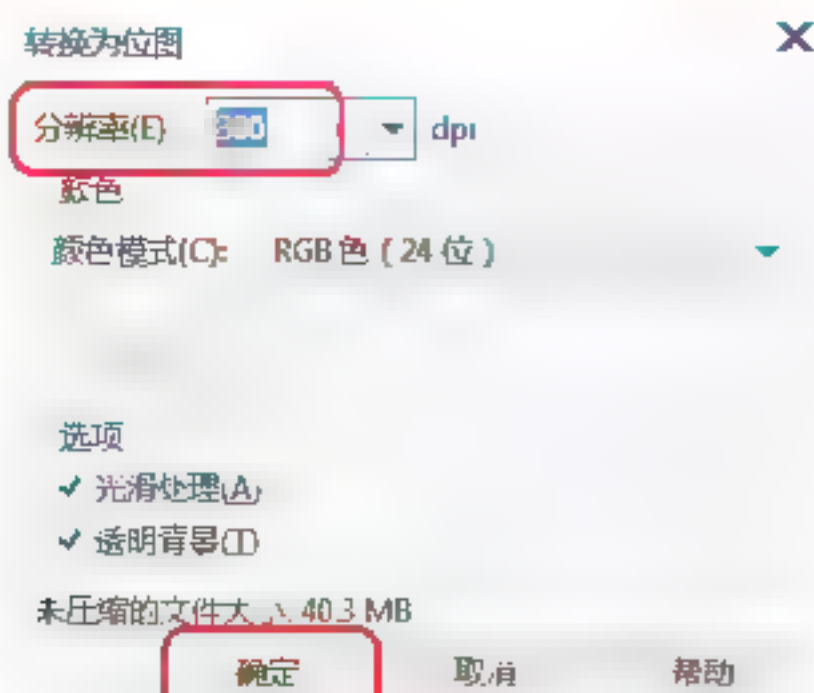 转换为位图
分辨率(E) 300 dpi
颜色
颜色模式(C): RGB 色 ( 24 位 )
选项
光滑处理(A)
透明背景(T)
未压缩的文件大小: 40.3 MB
确定 取消 帮助